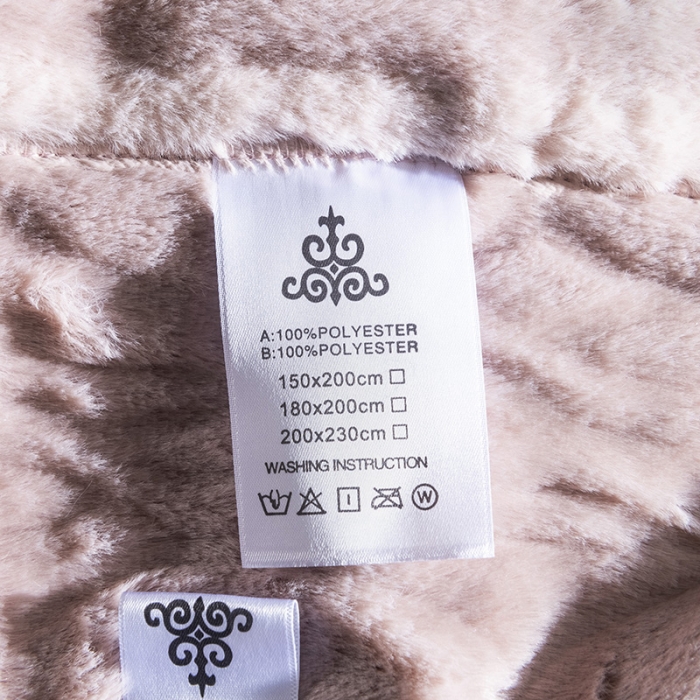 A:100%POLYESTER
B:100%POLYESTER
150x200cm
180x200cm
200x230cm
WASHING INSTRUCTION
W